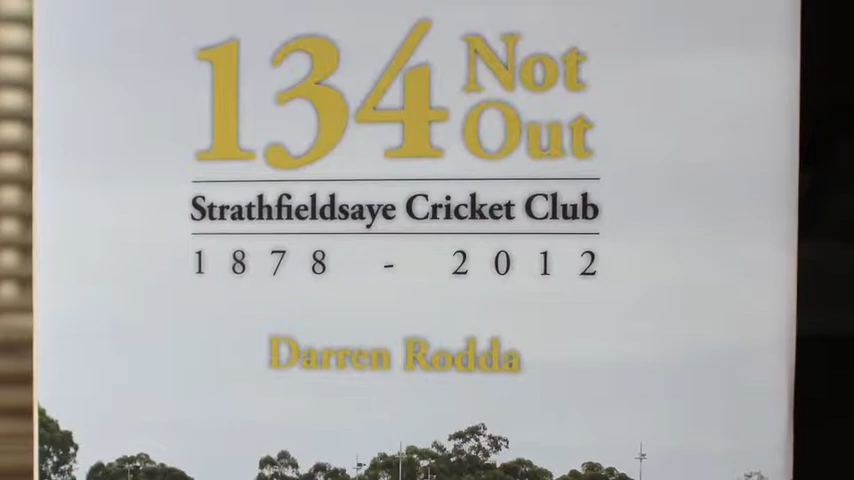 134 Not Out
Strathfieldsaye Cricket Club
1878 - 2012
Darren Rodda